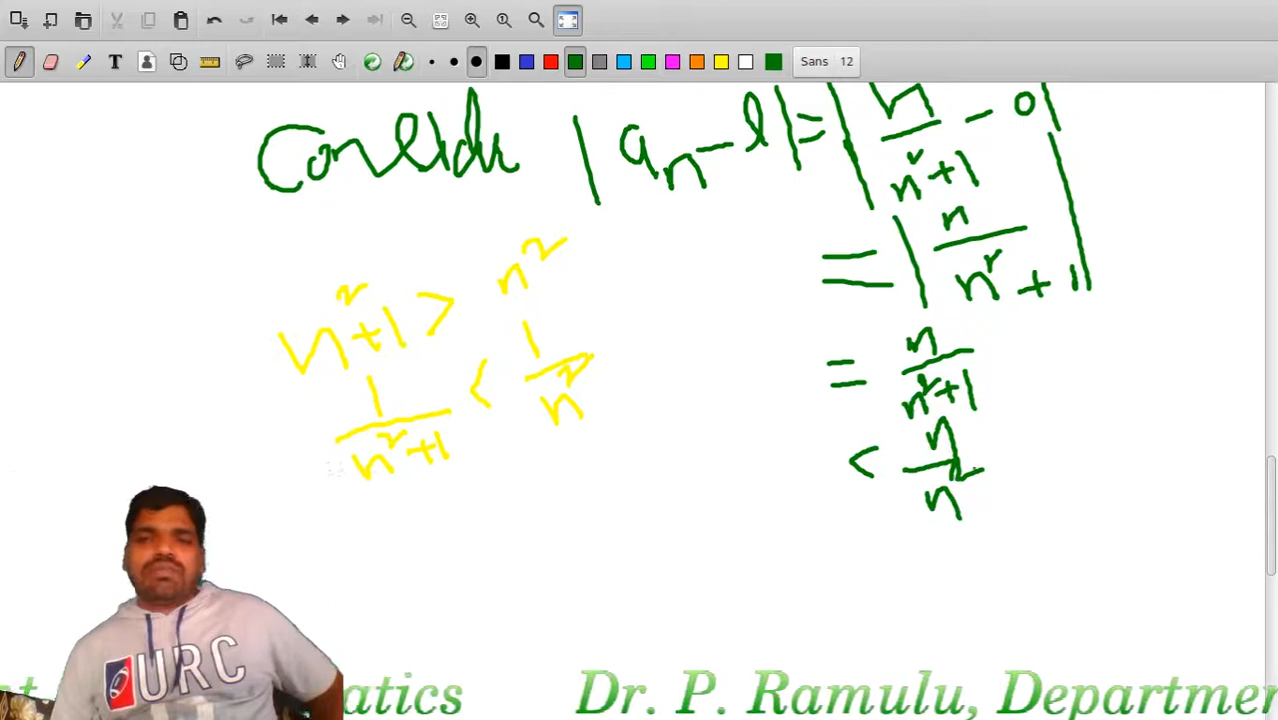 Sans 12
Consider |aₙ - l| = |n/(n²+1) - 0|
= |n/(n²+1)|
n²+1 > n²
1/(n²+1) < 1/n²
= n/(n²+1)
< n/n²
URC
atics Dr. P. Ramulu, Departmen